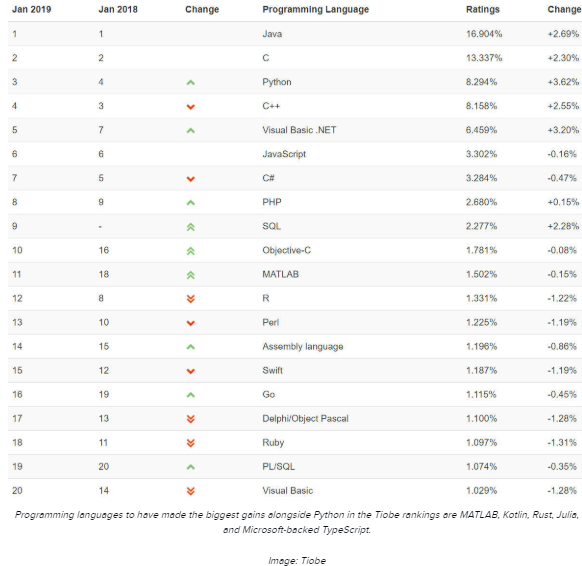 Jan 2019 Jan 2018 Change Programming Language Ratings Change
1 1 Java 16.904% +2.69%
2 2 C 13.337% +2.30%
3 4 Python 8.294% +3.62%
4 3 C++ 8.158% +2.55%
5 7 Visual Basic .NET 6.459% +3.20%
6 6 JavaScript 3.302% -0.16%
7 5 C# 3.284% -0.47%
8 9 PHP 2.680% +0.15%
9 - SQL 2.277% +2.28%
10 16 Objective-C 1.781% -0.08%
11 18 MATLAB 1.502% -0.15%
12 8 R 1.331% -1.22%
13 10 Perl 1.225% -1.19%
14 15 Assembly language 1.196% -0.86%
15 12 Swift 1.187% -1.19%
16 19 Go 1.115% -0.45%
17 13 Delphi/Object Pascal 1.100% -1.28%
18 11 Ruby 1.097% -1.31%
19 20 PL/SQL 1.074% -0.35%
20 14 Visual Basic 1.029% -1.28%
Programming languages to have made the biggest gains alongside Python in the Tiobe rankings are MATLAB, Kotlin, Rust, Julia,
and Microsoft-backed TypeScript.
Image: Tiobe